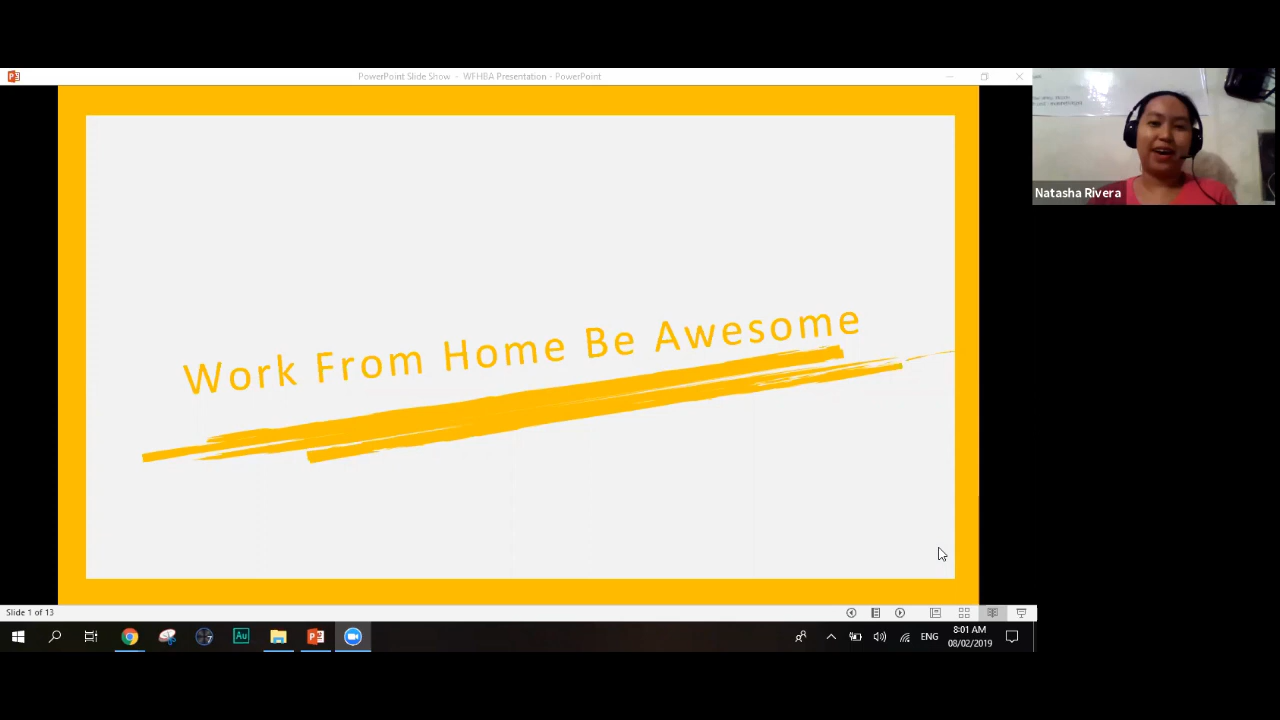 PowerPoint Slide Show - WFHBA Presentation - PowerPoint
Work From Home Be Awesome
Natasha Rivera
Slide 1 of 13
Au
ENG
8:01 AM
08/02/2019